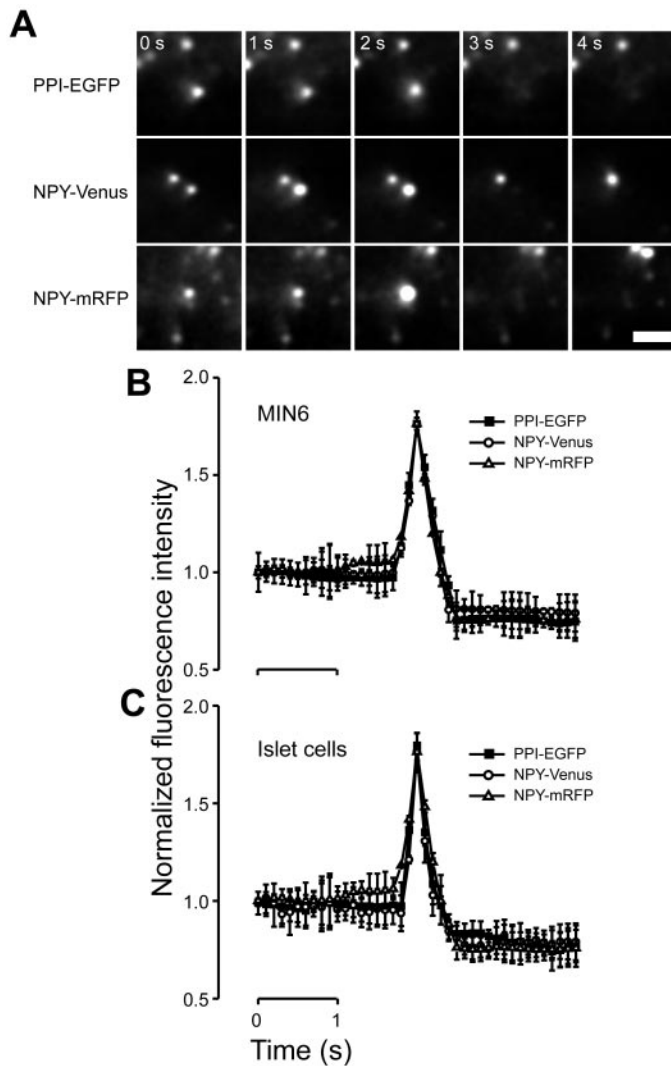 A
0 s 1 s 2 s 3 s 4 s
PPI-EGFP
NPY-Venus
NPY-mRFP
B
2.0
MIN6
PPI-EGFP
NPY-Venus
NPY-mRFP
1.5
1.0
0.5
Normalized fluorescence intensity
C
2.0
Islet cells
PPI-EGFP
NPY-Venus
NPY-mRFP
1.5
1.0
0.5
0 1
Time (s)